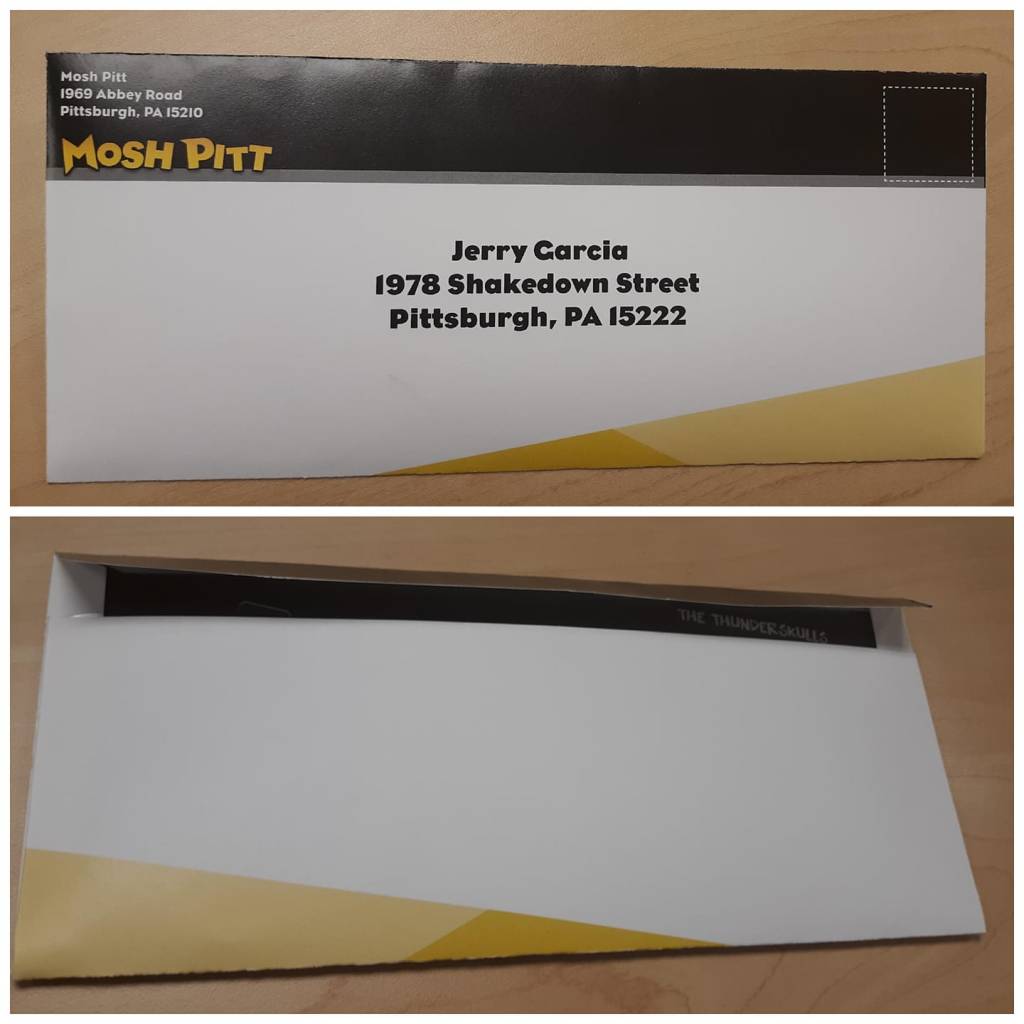 Mosh Pitt
1969 Abbey Road
Pittsburgh, PA 15210
MOSH PITT
Jerry Garcia
1978 Shakedown Street
Pittsburgh, PA 15222
THE THUNDERSKULLS